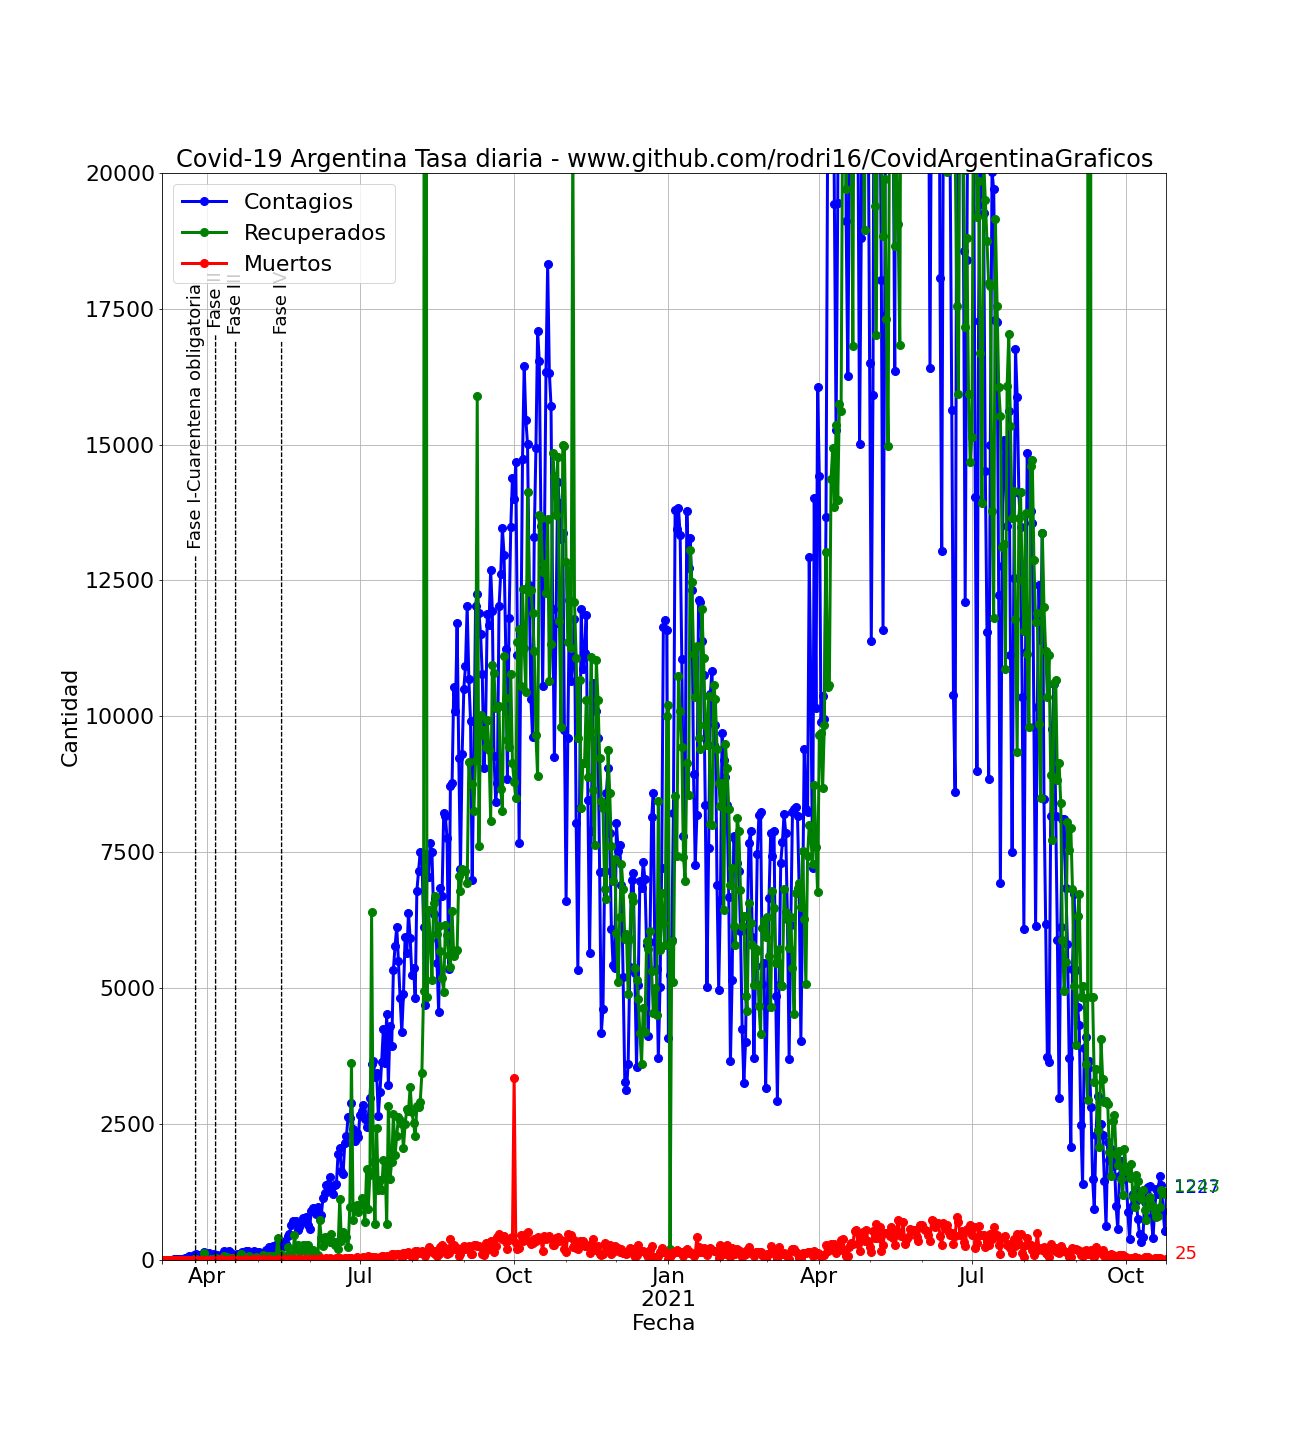 Covid-19 Argentina Tasa diaria - www.github.com/rodri16/CovidArgentinaGraficos
Contagios
Recuperados
Muertos
Fase I-Cuarentena obligatoria
Fase II
Fase III
Fase IV
20000
17500
15000
12500
10000
7500
5000
2500
0
Cantidad
Apr
Jul
Oct
Jan
2021
Apr
Jul
Oct
Fecha
25